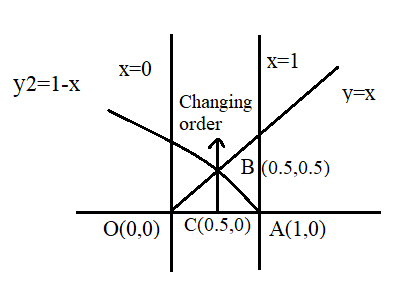 y2=1-x
x=0
x=1
Changing
order
y=x
B (0.5,0.5)
O(0,0)
C(0.5,0)
A(1,0)